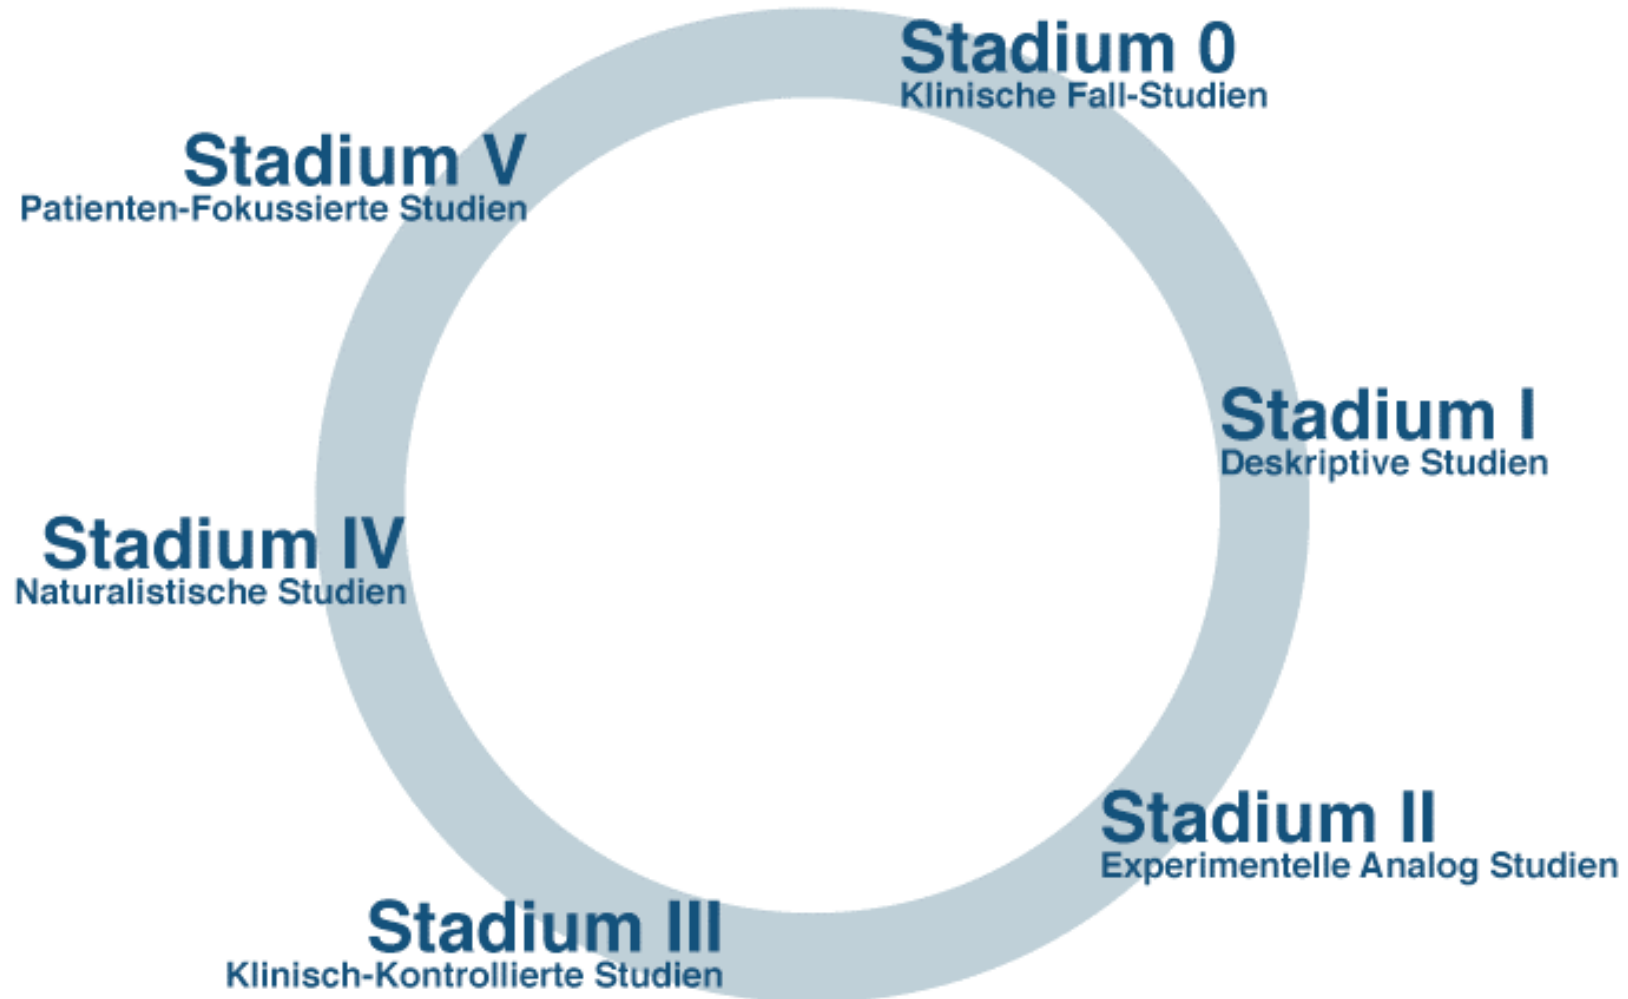 Stadium 0
Klinische Fall-Studien
Stadium I
Deskriptive Studien
Stadium II
Experimentelle Analog Studien
Stadium III
Klinisch-Kontrollierte Studien
Stadium IV
Naturalistische Studien
Stadium V
Patienten-Fokussierte Studien